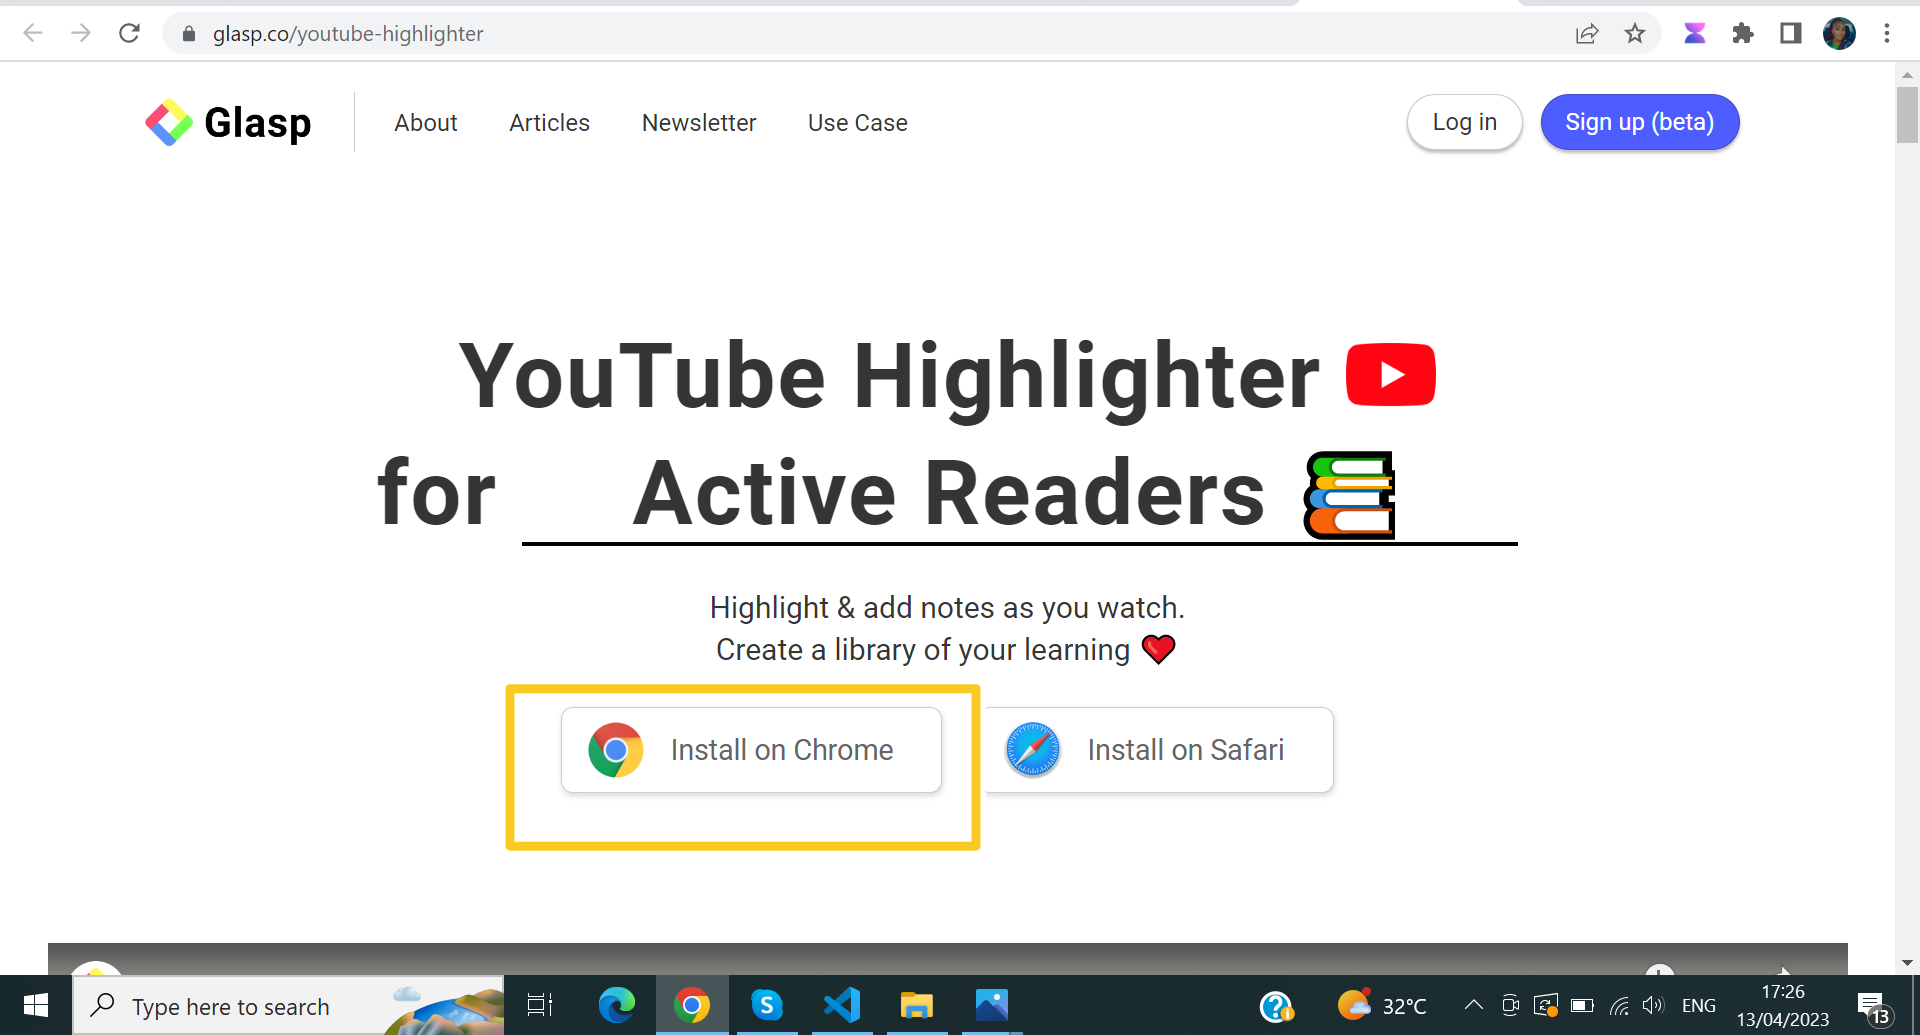 glasp.co/youtube-highlighter
Glasp
About
Articles
Newsletter
Use Case
Log in
Sign up (beta)
YouTube Highlighter
for Active Readers
Highlight & add notes as you watch.
Create a library of your learning
Install on Chrome
Install on Safari
Type here to search
S
32°C
ENG
17:26
13/04/2023
13